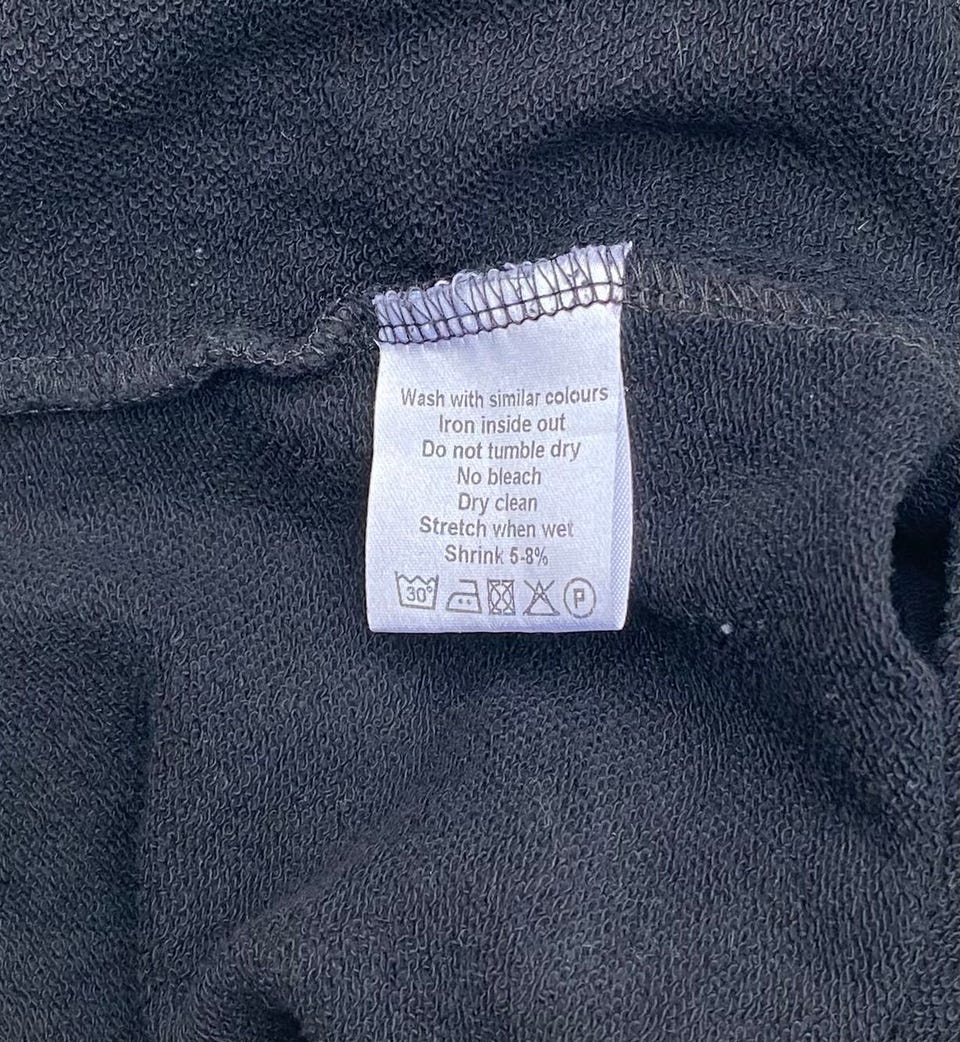 Wash with similar colours
Iron inside out
Do not tumble dry
No bleach
Dry clean
Stretch when wet
Shrink 5-8%
30° P